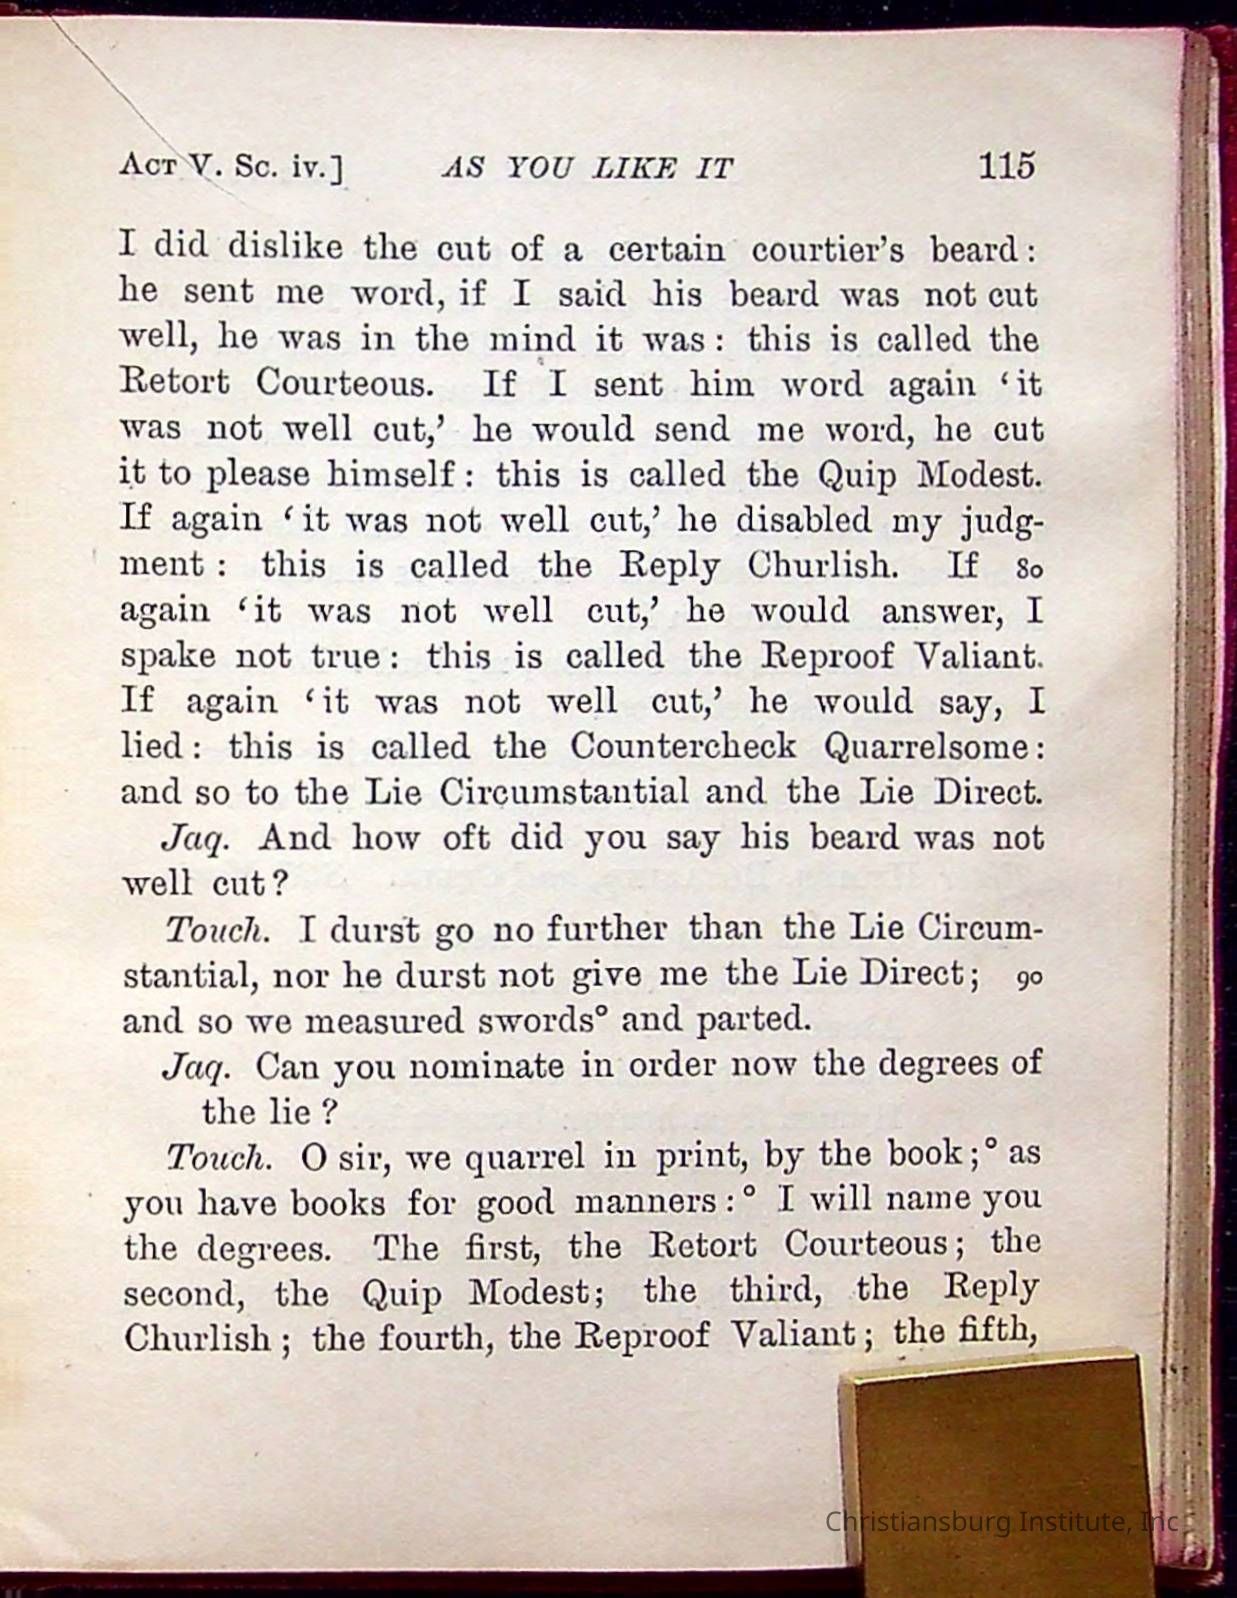 Act V. Sc. iv.] AS YOU LIKE IT 115
I did dislike the cut of a certain courtier's beard:
he sent me word, if I said his beard was not cut
well, he was in the mind it was: this is called the
Retort Courteous. If I sent him word again ‘it
was not well cut,’ he would send me word, he cut
it to please himself: this is called the Quip Modest.
If again ‘it was not well cut,’ he disabled my judg-
ment: this is called the Reply Churlish. If 80
again ‘it was not well cut,’ he would answer, I
spake not true: this is called the Reproof Valiant.
If again ‘it was not well cut,’ he would say, I
lied: this is called the Countercheck Quarrelsome:
and so to the Lie Circumstantial and the Lie Direct.
Jaq. And how oft did you say his beard was not
well cut?
Touch. I durst go no further than the Lie Circum-
stantial, nor he durst not give me the Lie Direct; 90
and so we measured swords° and parted.
Jaq. Can you nominate in order now the degrees of
the lie?
Touch. O sir, we quarrel in print, by the book;° as
you have books for good manners:° I will name you
the degrees. The first, the Retort Courteous; the
second, the Quip Modest; the third, the Reply
Churlish; the fourth, the Reproof Valiant; the fifth,
Christiansburg Institute, Inc